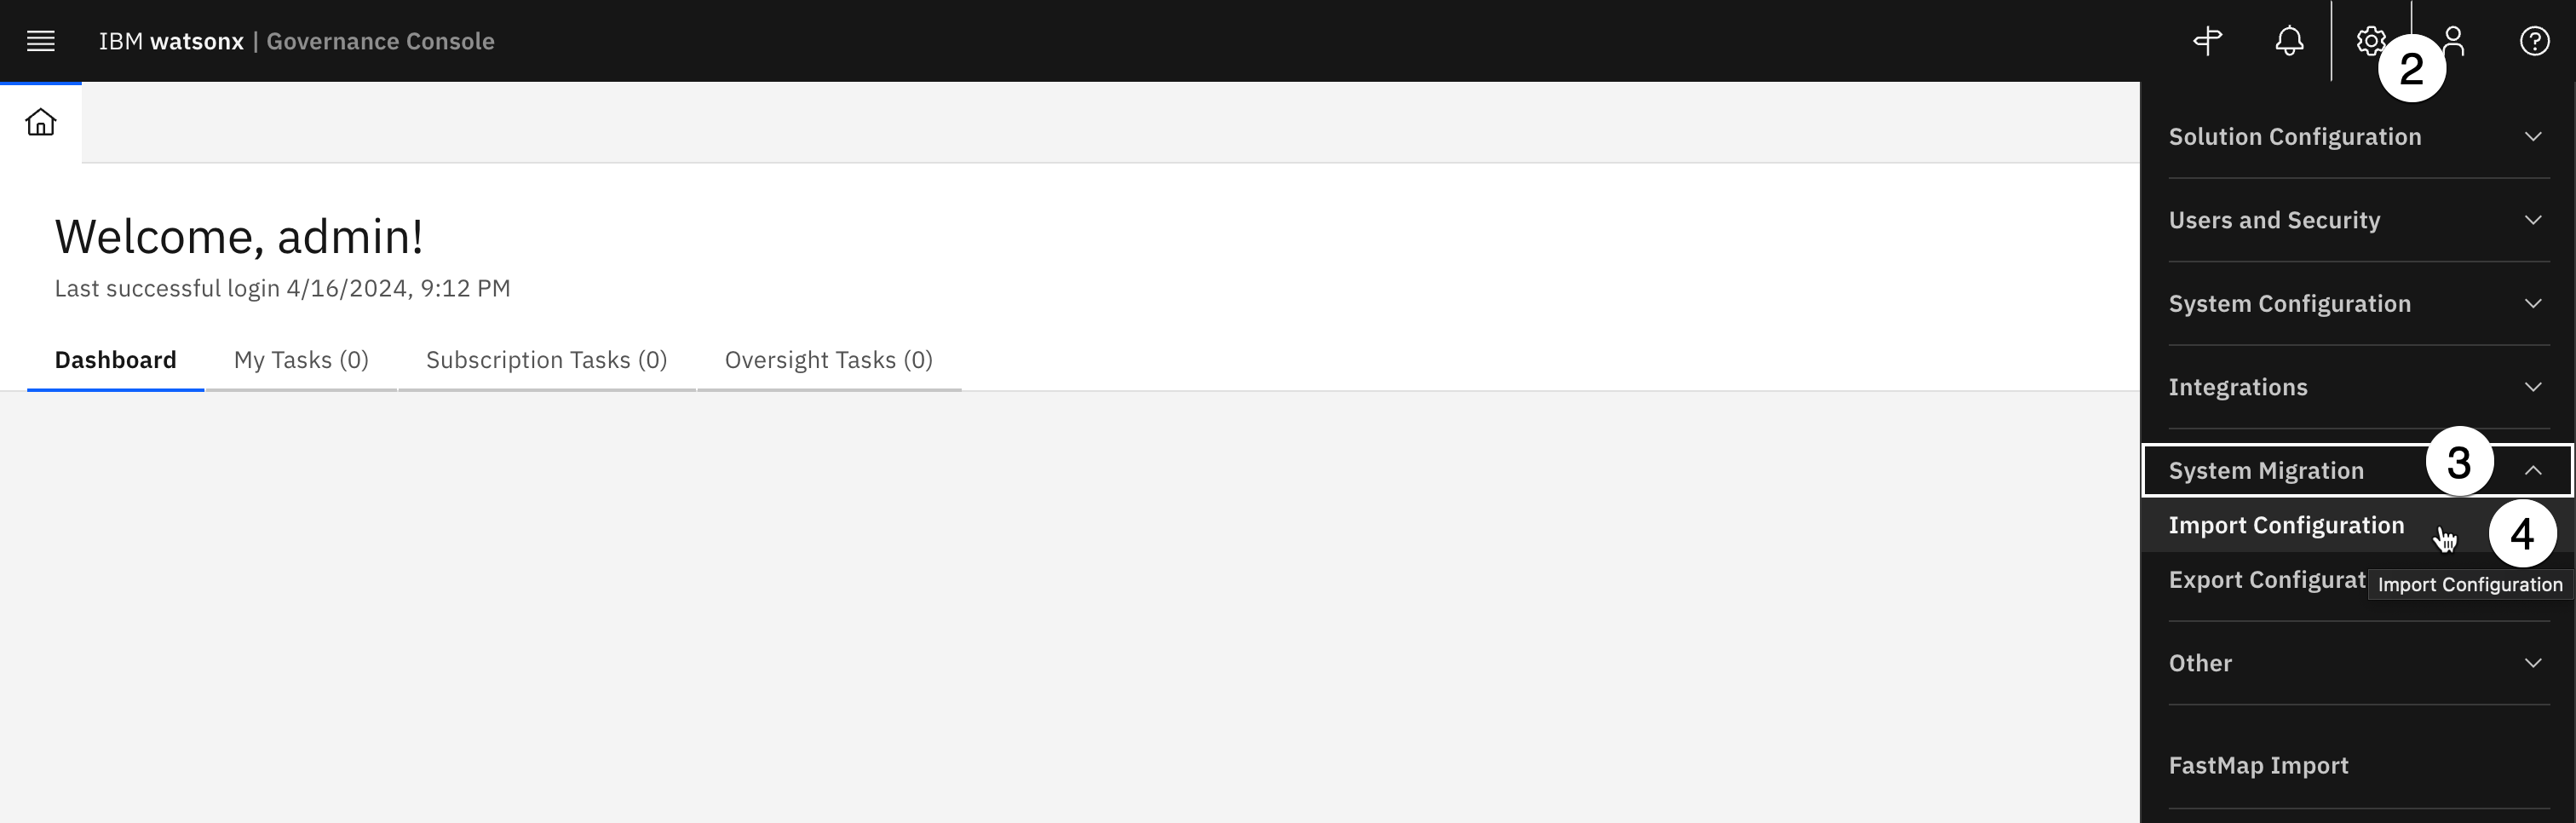 IBM watsonx | Governance Console
2
Welcome, admin!
Last successful login 4/16/2024, 9:12 PM
Dashboard
My Tasks (0)
Subscription Tasks (0)
Oversight Tasks (0)
Solution Configuration
Users and Security
System Configuration
Integrations
System Migration
3
Import Configuration
4
Export Configurat
Import Configuration
Other
FastMap Import